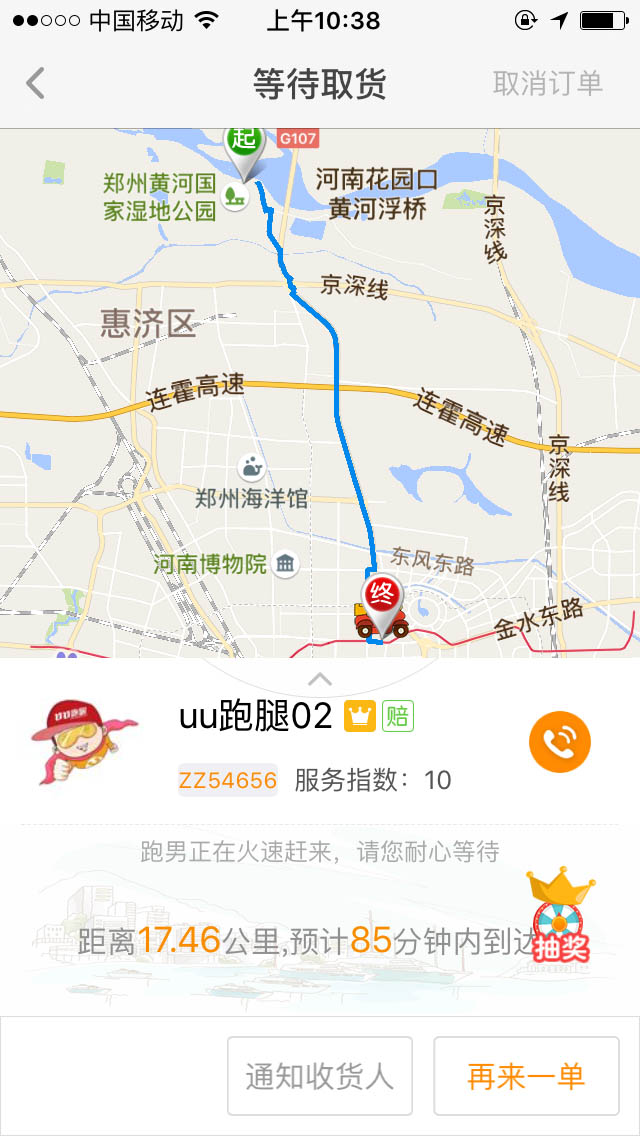 中国移动
上午10:38
等待取货
取消订单
起
G107
郑州黄河国
家湿地公园
河南花园口
黄河浮桥
京深线
京深线
惠济区
连霍高速
连霍高速
京深线
郑州海洋馆
河南博物院
东风东路
终
金水东路
uu跑腿02
赔
ZZ54656
服务指数：10
跑男正在火速赶来，请您耐心等待
距离17.46公里,预计85分钟内到达
抽奖
通知收货人
再来一单